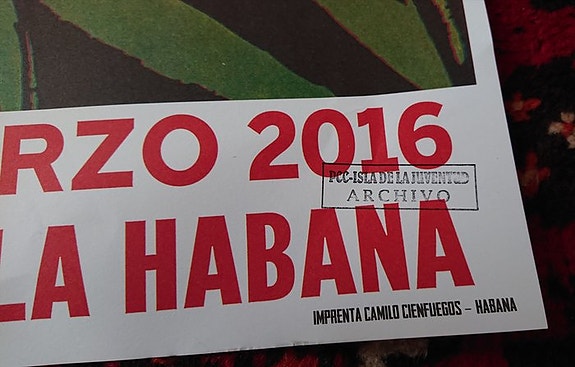 RZO 2016
PCC-ISLA DE LA JUVENTUD
ARCHIVO
LA HABANA
IMPRENTA CAMILO CIENFUEGOS – HABANA